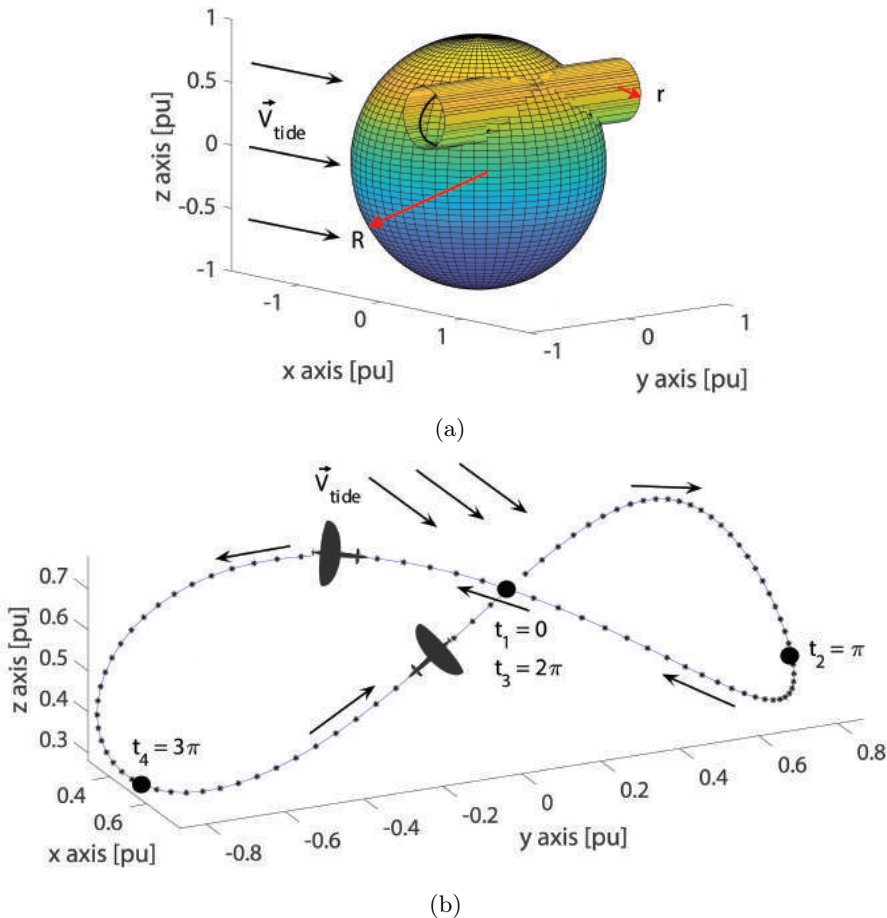 1
0.5
0
-0.5
-1
z axis [pu]
V⃗tide
R
r
-1
0
1
x axis [pu]
-1
0
1
y axis [pu]
(a)
V⃗tide
0.7
0.6
0.5
0.4
0.3
z axis [pu]
t1 = 0
t3 = 2π
t2 = π
t4 = 3π
0.4
0.6
x axis [pu]
-0.8
-0.6
-0.4
-0.2
0
0.2
0.4
0.6
0.8
y axis [pu]
(b)